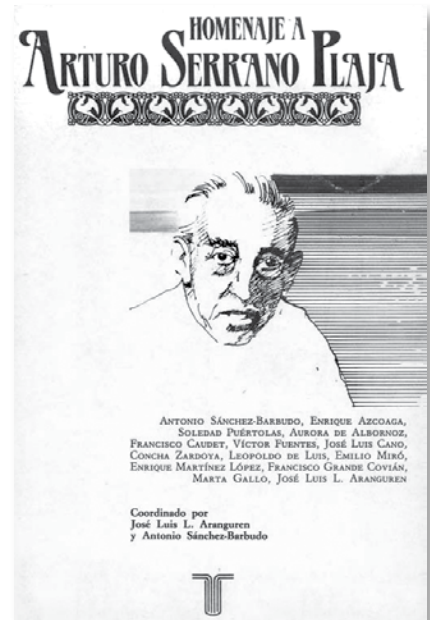 HOMENAJE A
ARTURO SERRANO PLAJA
ANTONIO SÁNCHEZ-BARBUDO, ENRIQUE AZCOAGA,
SOLEDAD PUÉRTOLAS, AURORA DE ALBORNOZ,
FRANCISCO CAUDET, VÍCTOR FUENTES, JOSÉ LUIS CANO,
CONCHA ZARDOYA, LEOPOLDO DE LUIS, EMILIO MIRÓ,
ENRIQUE MARTÍNEZ LÓPEZ, FRANCISCO GRANDE COVIÁN,
MARTA GALLO, JOSÉ LUIS L. ARANGUREN
Coordinado por
José Luis L. Aranguren
y Antonio Sánchez-Barbudo